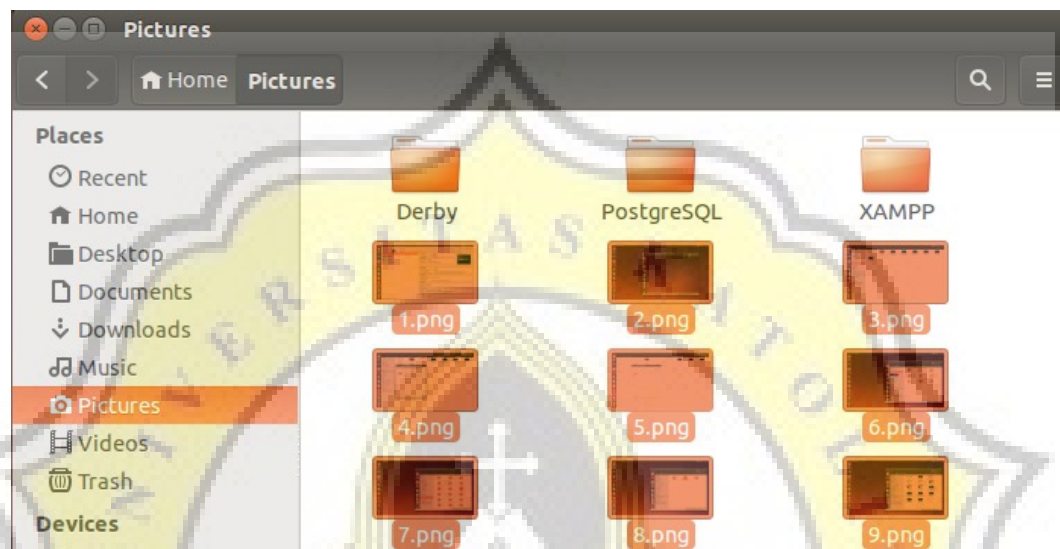 Pictures
Home Pictures
Places
Recent
Home
Desktop
Documents
Downloads
Music
Pictures
Videos
Trash
Devices
Derby PostgreSQL XAMPP
1.png 2.png 3.png
4.png 5.png 6.png
7.png 8.png 9.png